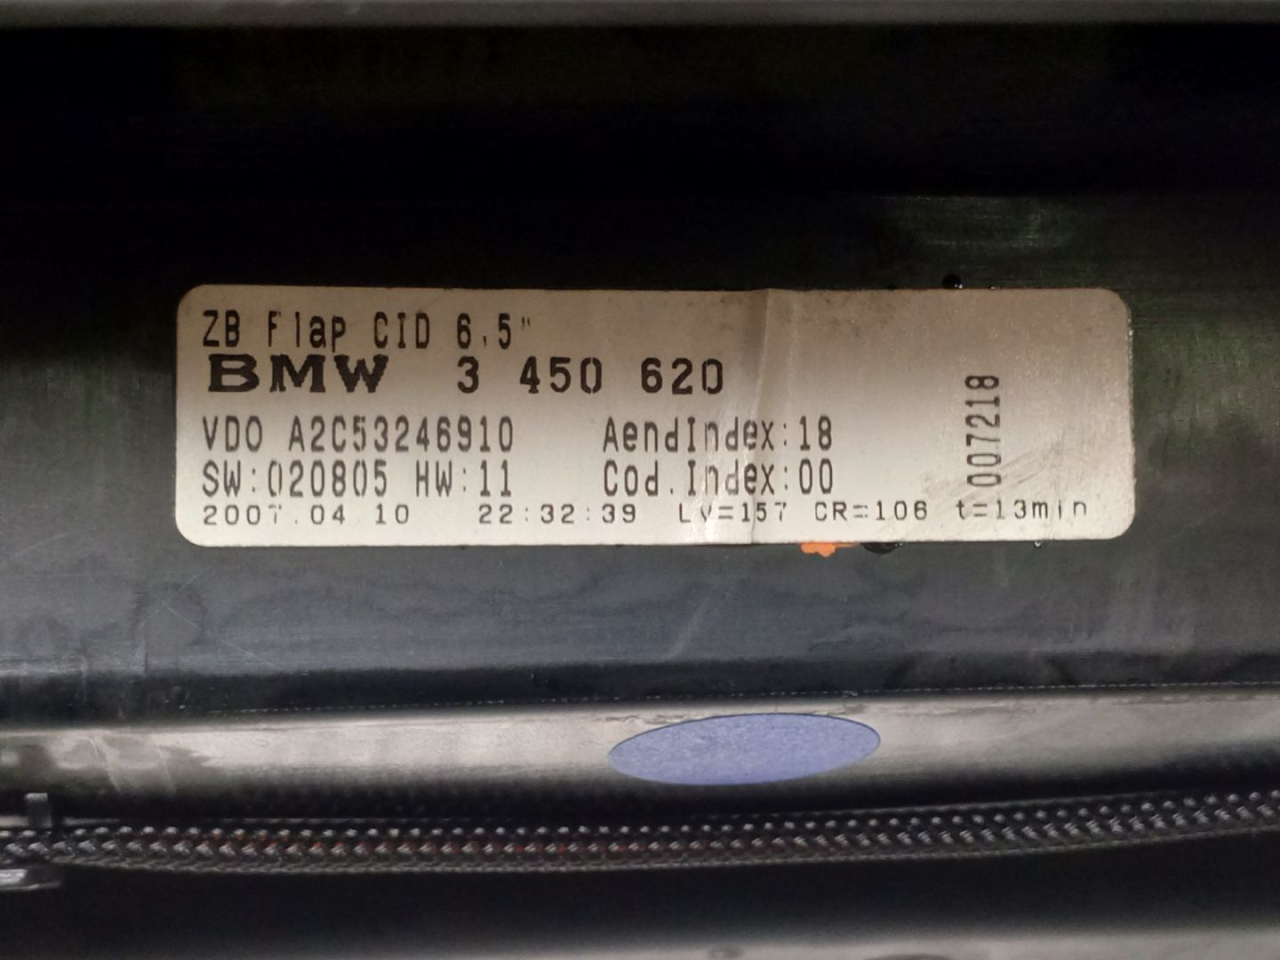 ZB Flap CID 6.5"
BMW 3 450 620
VDO A2C53246910 AendIndex:18
SW:020805 HW:11 Cod.Index:00
2007.04 10 22:32:39 LV=157 CR=106 t=13min
007218